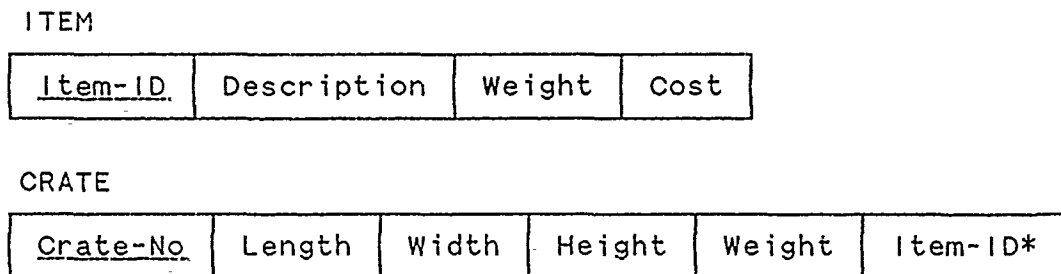 ITEM
Item-ID Description Weight Cost
CRATE
Crate-No Length Width Height Weight Item-ID*